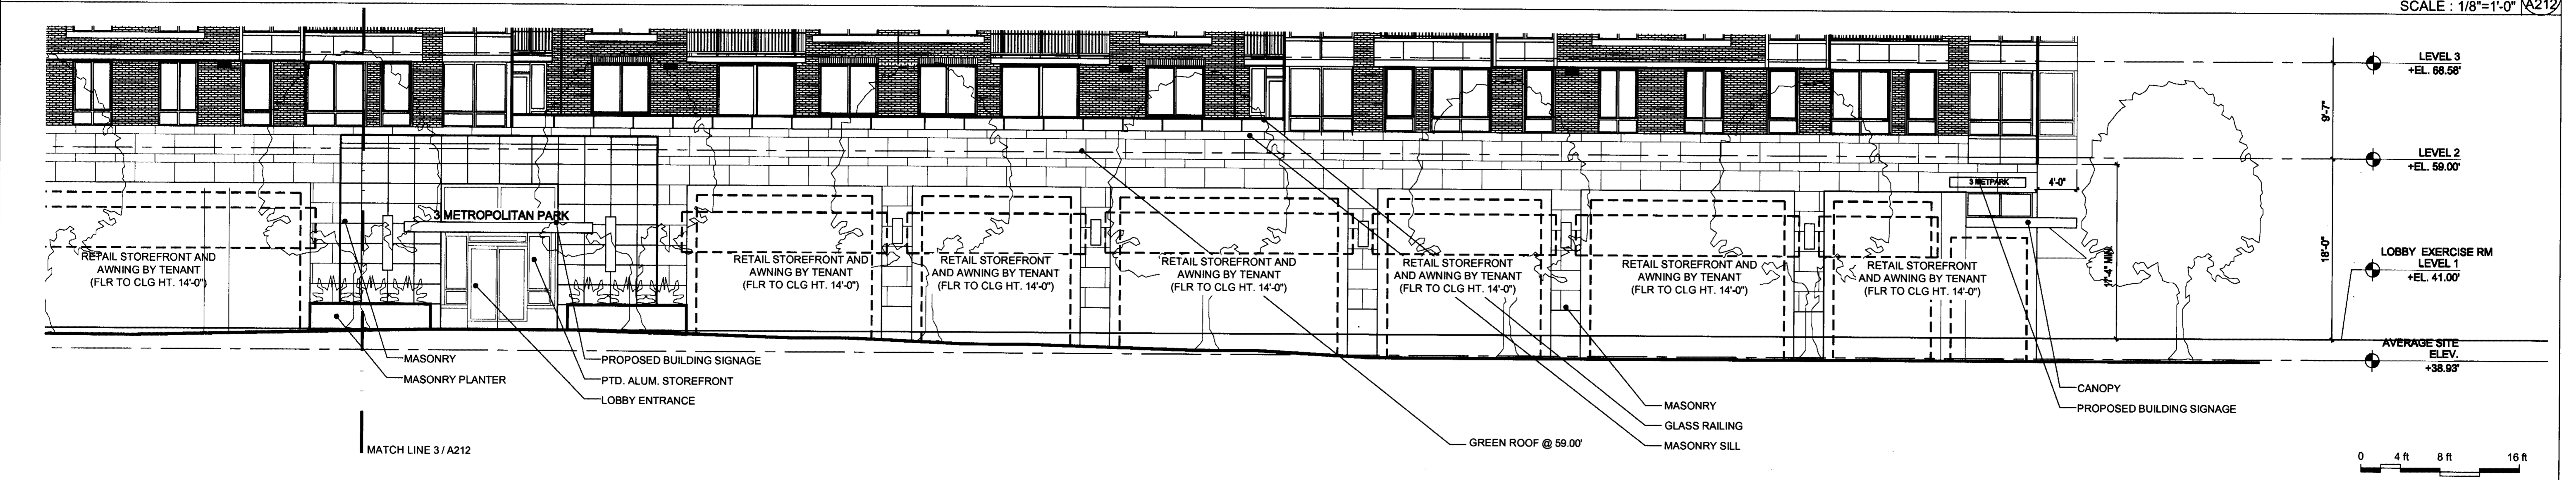 SCALE : 1/8"=1'-0" A212
LEVEL 3
+EL. 68.58'
9'-7"
LEVEL 2
+EL. 59.00'
3 METPARK
4'-0"
3 METROPOLITAN PARK
18'-0"
17'-4" MIN.
LOBBY EXERCISE RM
LEVEL 1
+EL. 41.00'
RETAIL STOREFRONT AND
AWNING BY TENANT
(FLR TO CLG HT. 14'-0")
RETAIL STOREFRONT AND
AWNING BY TENANT
(FLR TO CLG HT. 14'-0")
RETAIL STOREFRONT
AND AWNING BY TENANT
(FLR TO CLG HT. 14'-0")
RETAIL STOREFRONT AND
AWNING BY TENANT
(FLR TO CLG HT. 14'-0")
RETAIL STOREFRONT
AND AWNING BY TENANT
(FLR TO CLG HT. 14'-0")
RETAIL STOREFRONT AND
AWNING BY TENANT
(FLR TO CLG HT. 14'-0")
RETAIL STOREFRONT
AND AWNING BY TENANT
(FLR TO CLG HT. 14'-0")
AVERAGE SITE
ELEV.
+38.93'
MASONRY
MASONRY PLANTER
PROPOSED BUILDING SIGNAGE
PTD. ALUM. STOREFRONT
LOBBY ENTRANCE
MASONRY
GLASS RAILING
MASONRY SILL
GREEN ROOF @ 59.00'
CANOPY
PROPOSED BUILDING SIGNAGE
MATCH LINE 3 / A212
0 4 ft 8 ft 16 ft